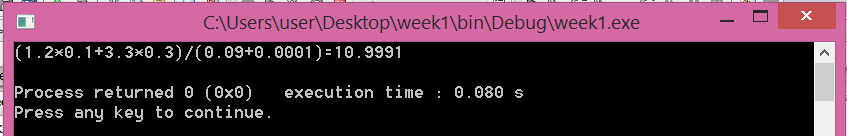 C:\Users\user\Desktop\week1\bin\Debug\week1.exe
(1.2×0.1+3.3×0.3)/(0.09+0.0001)=10.9991
Process returned 0 (0x0)   execution time : 0.080 s
Press any key to continue.